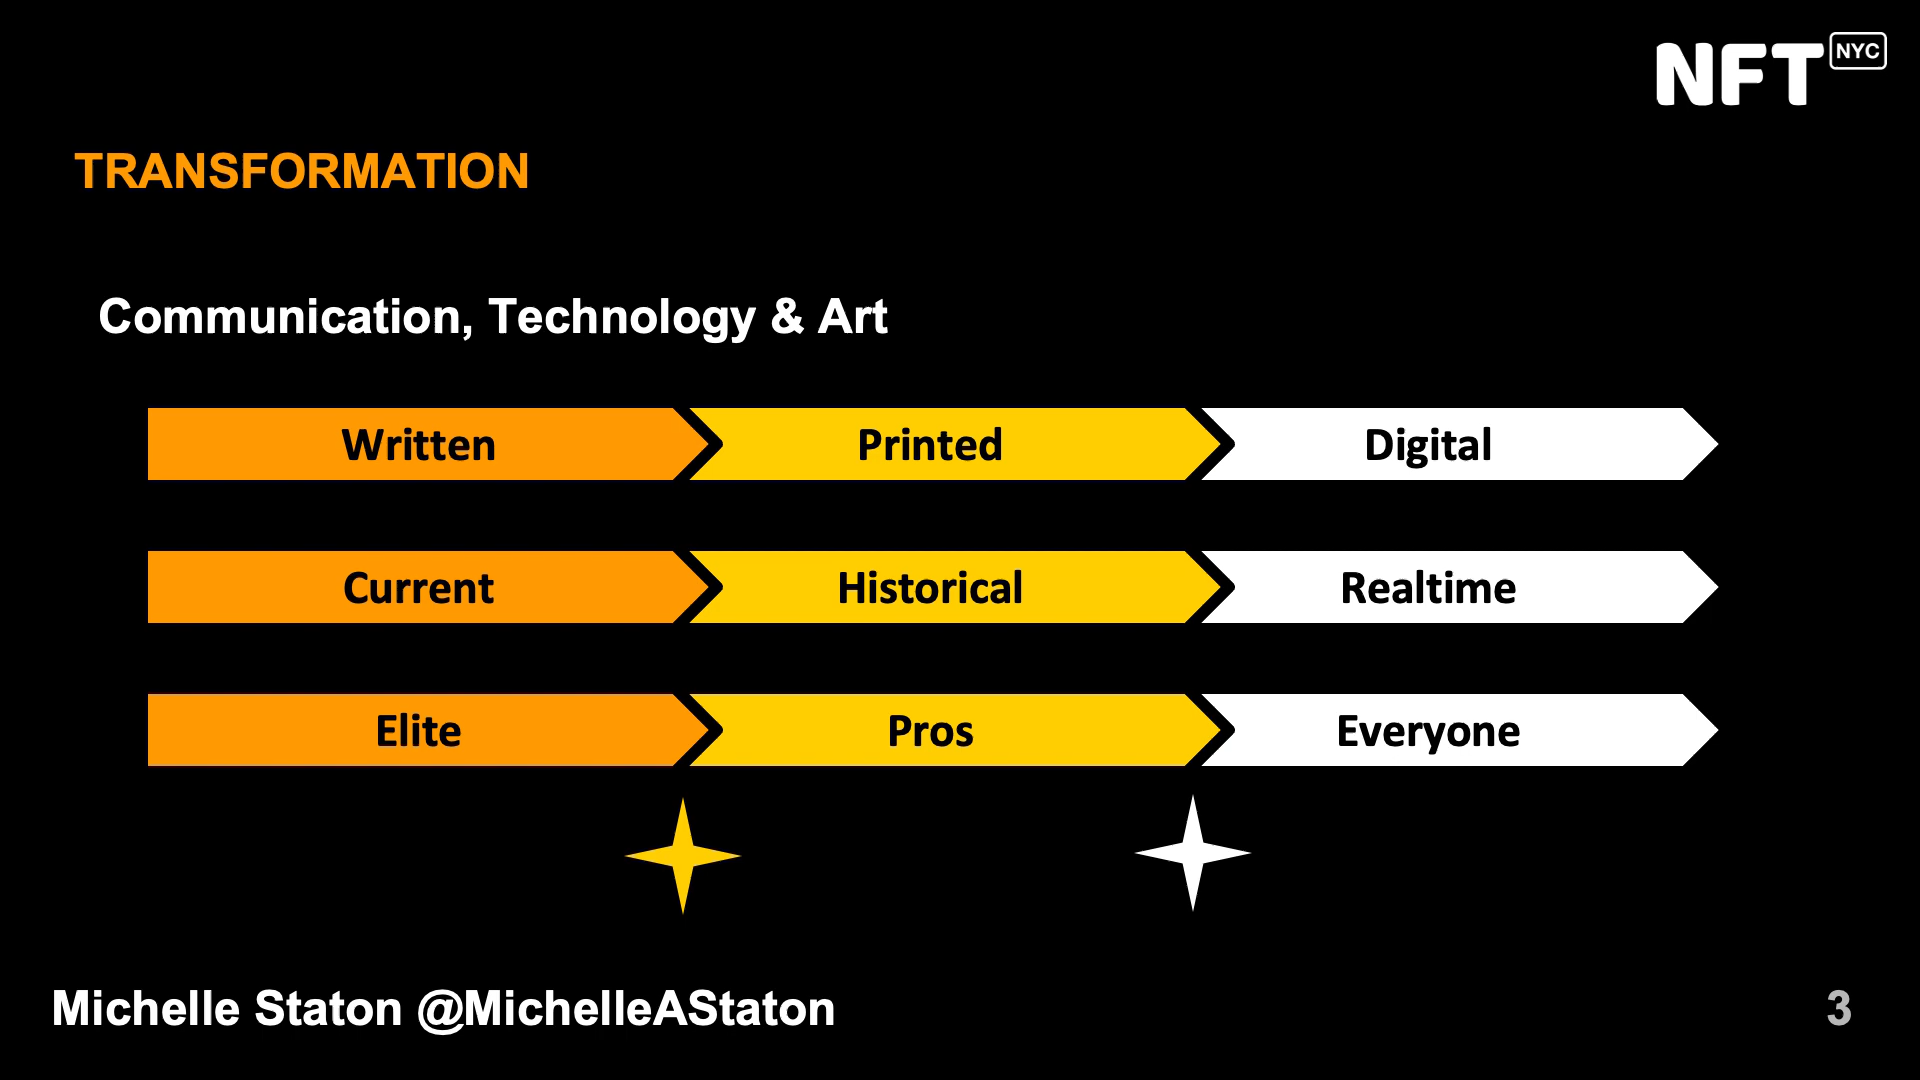 NFT NYC
TRANSFORMATION
Communication, Technology & Art
Written Printed Digital
Current Historical Realtime
Elite Pros Everyone
Michelle Staton @MichelleAStaton
3